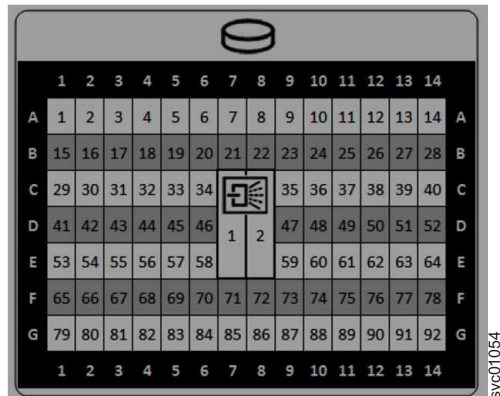 1 2 3 4 5 6 7 8 9 10 11 12 13 14
A 1 2 3 4 5 6 7 8 9 10 11 12 13 14 A
B 15 16 17 18 19 20 21 22 23 24 25 26 27 28 B
C 29 30 31 32 33 34 35 36 37 38 39 40 C
D 41 42 43 44 45 46 1 2 47 48 49 50 51 52 D
E 53 54 55 56 57 58 59 60 61 62 63 64 E
F 65 66 67 68 69 70 71 72 73 74 75 76 77 78 F
G 79 80 81 82 83 84 85 86 87 88 89 90 91 92 G
1 2 3 4 5 6 7 8 9 10 11 12 13 14
svc01054